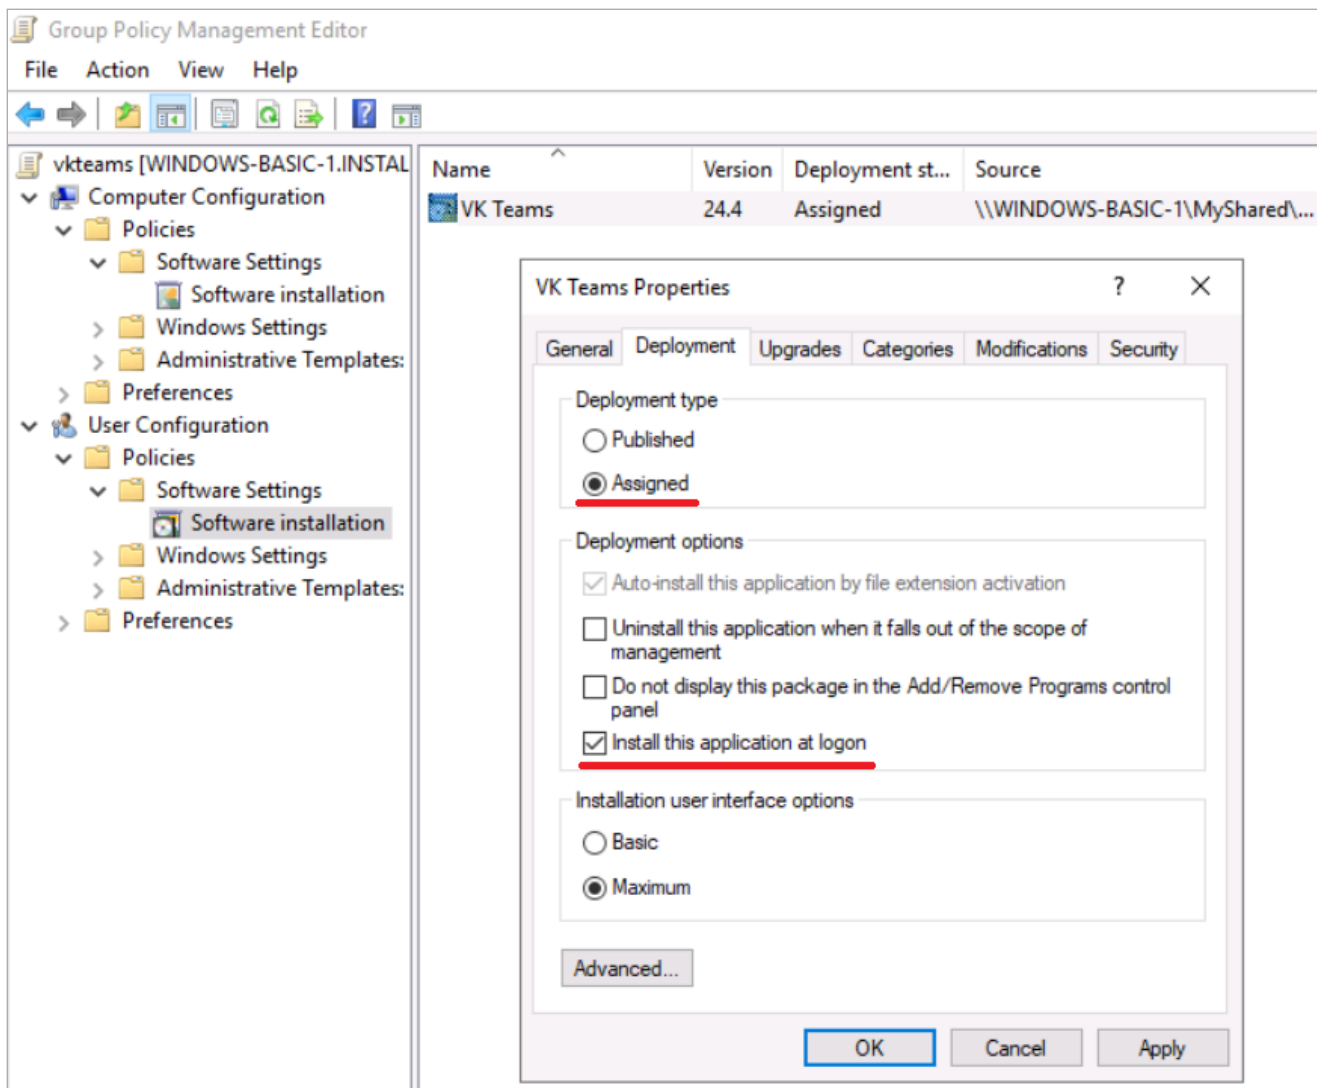 Group Policy Management Editor
File Action View Help
vkteams [WINDOWS-BASIC-1.INSTAL
Computer Configuration
Policies
Software Settings
Software installation
Windows Settings
Administrative Templates:
Preferences
User Configuration
Policies
Software Settings
Software installation
Windows Settings
Administrative Templates:
Preferences
Name Version Deployment st... Source
VK Teams 24.4 Assigned \\WINDOWS-BASIC-1\MyShared\...
VK Teams Properties
General Deployment Upgrades Categories Modifications Security
Deployment type
Published
Assigned
Deployment options
Auto-install this application by file extension activation
Uninstall this application when it falls out of the scope of
management
Do not display this package in the Add/Remove Programs control
panel
Install this application at logon
Installation user interface options
Basic
Maximum
Advanced...
OK Cancel Apply